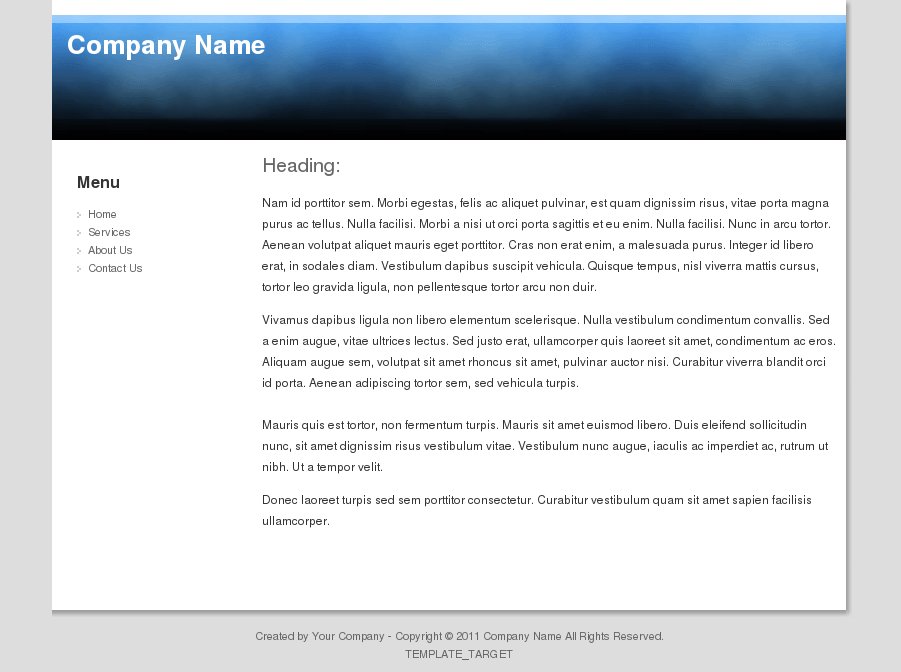 Company Name
Menu
Home
Services
About Us
Contact Us
Heading:
Nam id porttitor sem. Morbi egestas, felis ac aliquet pulvinar, est quam dignissim risus, vitae porta magna
purus ac tellus. Nulla facilisi. Morbi a nisi ut orci porta sagittis et eu enim. Nulla facilisi. Nunc in arcu tortor.
Aenean volutpat aliquet mauris eget porttitor. Cras non erat enim, a malesuada purus. Integer id libero
erat, in sodales diam. Vestibulum dapibus suscipit vehicula. Quisque tempus, nisl viverra mattis cursus,
tortor leo gravida ligula, non pellentesque tortor arcu non duir.
Vivamus dapibus ligula non libero elementum scelerisque. Nulla vestibulum condimentum convallis. Sed
a enim augue, vitae ultrices lectus. Sed justo erat, ullamcorper quis laoreet sit amet, condimentum ac eros.
Aliquam augue sem, volutpat sit amet rhoncus sit amet, pulvinar auctor nisi. Curabitur viverra blandit orci
id porta. Aenean adipiscing tortor sem, sed vehicula turpis.
Mauris quis est tortor, non fermentum turpis. Mauris sit amet euismod libero. Duis eleifend sollicitudin
nunc, sit amet dignissim risus vestibulum vitae. Vestibulum nunc augue, iaculis ac imperdiet ac, rutrum ut
nibh. Ut a tempor velit.
Donec laoreet turpis sed sem porttitor consectetur. Curabitur vestibulum quam sit amet sapien facilisis
ullamcorper.
Created by Your Company - Copyright © 2011 Company Name All Rights Reserved.
TEMPLATE_TARGET